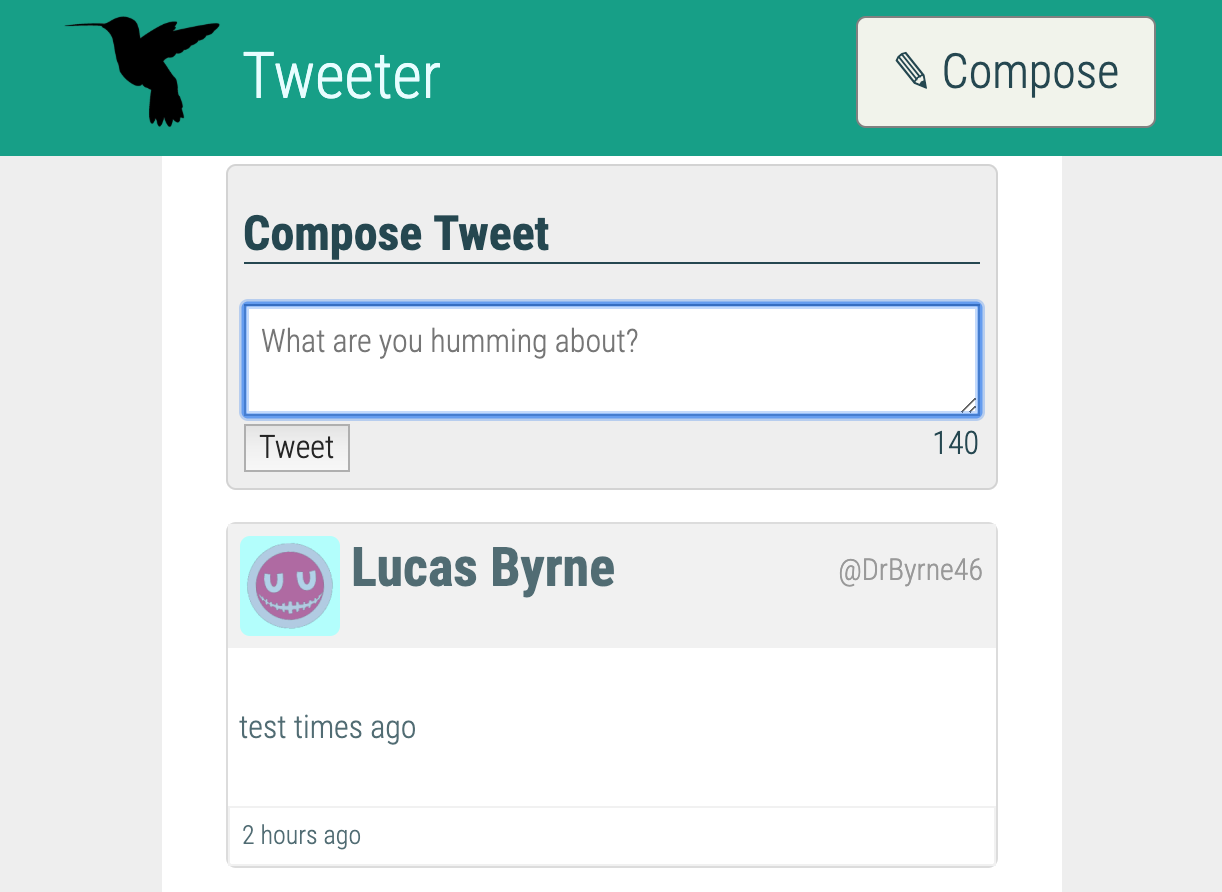 Tweeter
✎ Compose
Compose Tweet
What are you humming about?
Tweet
140
Lucas Byrne
@DrByrne46
test times ago
2 hours ago